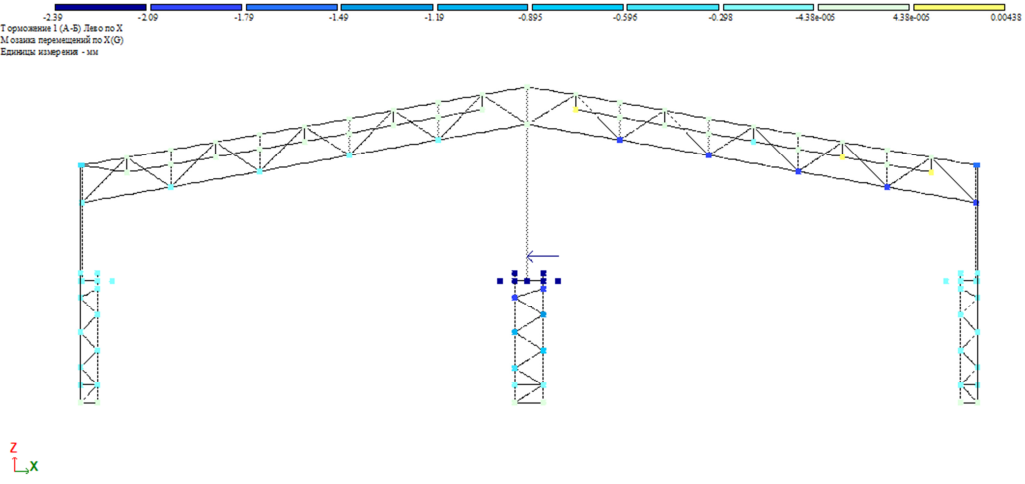 -2.39 -2.09 -1.79 -1.49 -1.19 -0.895 -0.596 -0.298 -4.38e-005 4.38e-005 0.00438
Торможение 1 (А-Б) Лево по X
Мозаика перемещений по X(G)
Единицы измерения - мм
Z
X